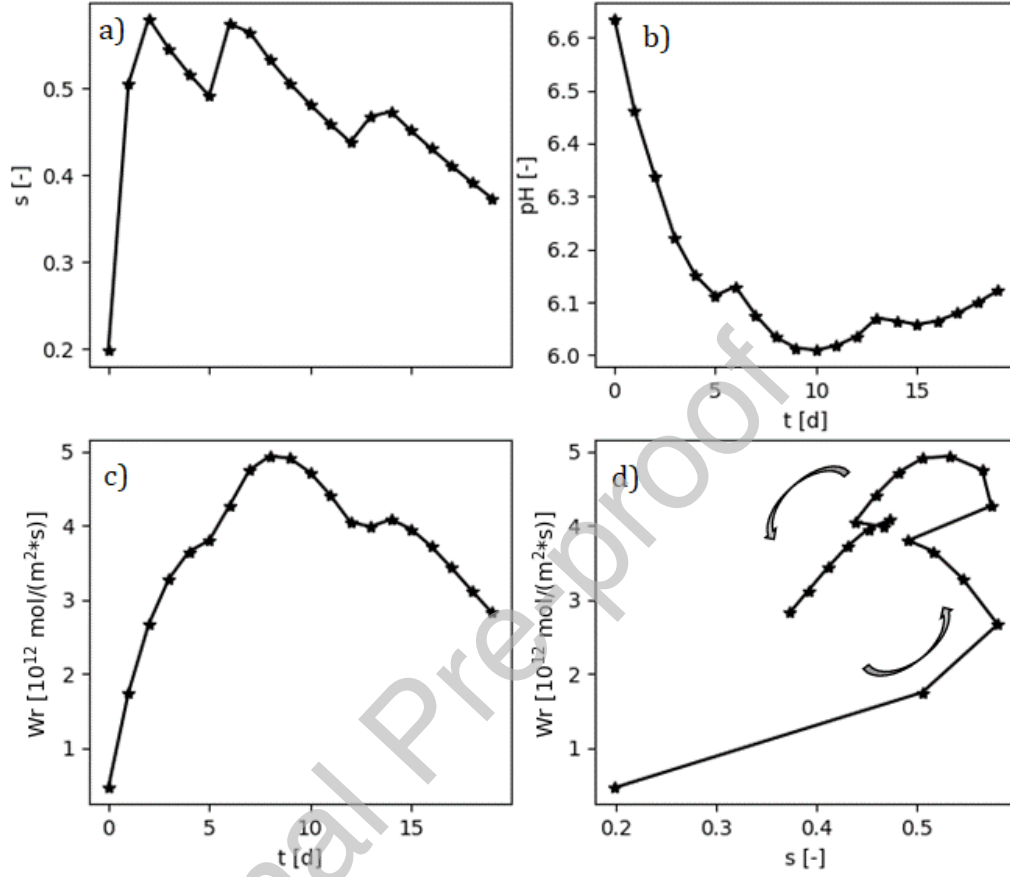 a)
0.5
0.4
0.3
0.2
s [-]
b)
6.6
6.5
6.4
6.3
6.2
6.1
6.0
pH [-]
0 5 10 15
t [d]
c)
5
4
3
2
1
Wr [10¹² mol/(m²*s)]
0 5 10 15
t [d]
d)
5
4
3
2
1
Wr [10¹² mol/(m²*s)]
0.2 0.3 0.4 0.5
s [-]
nal Pre-proof